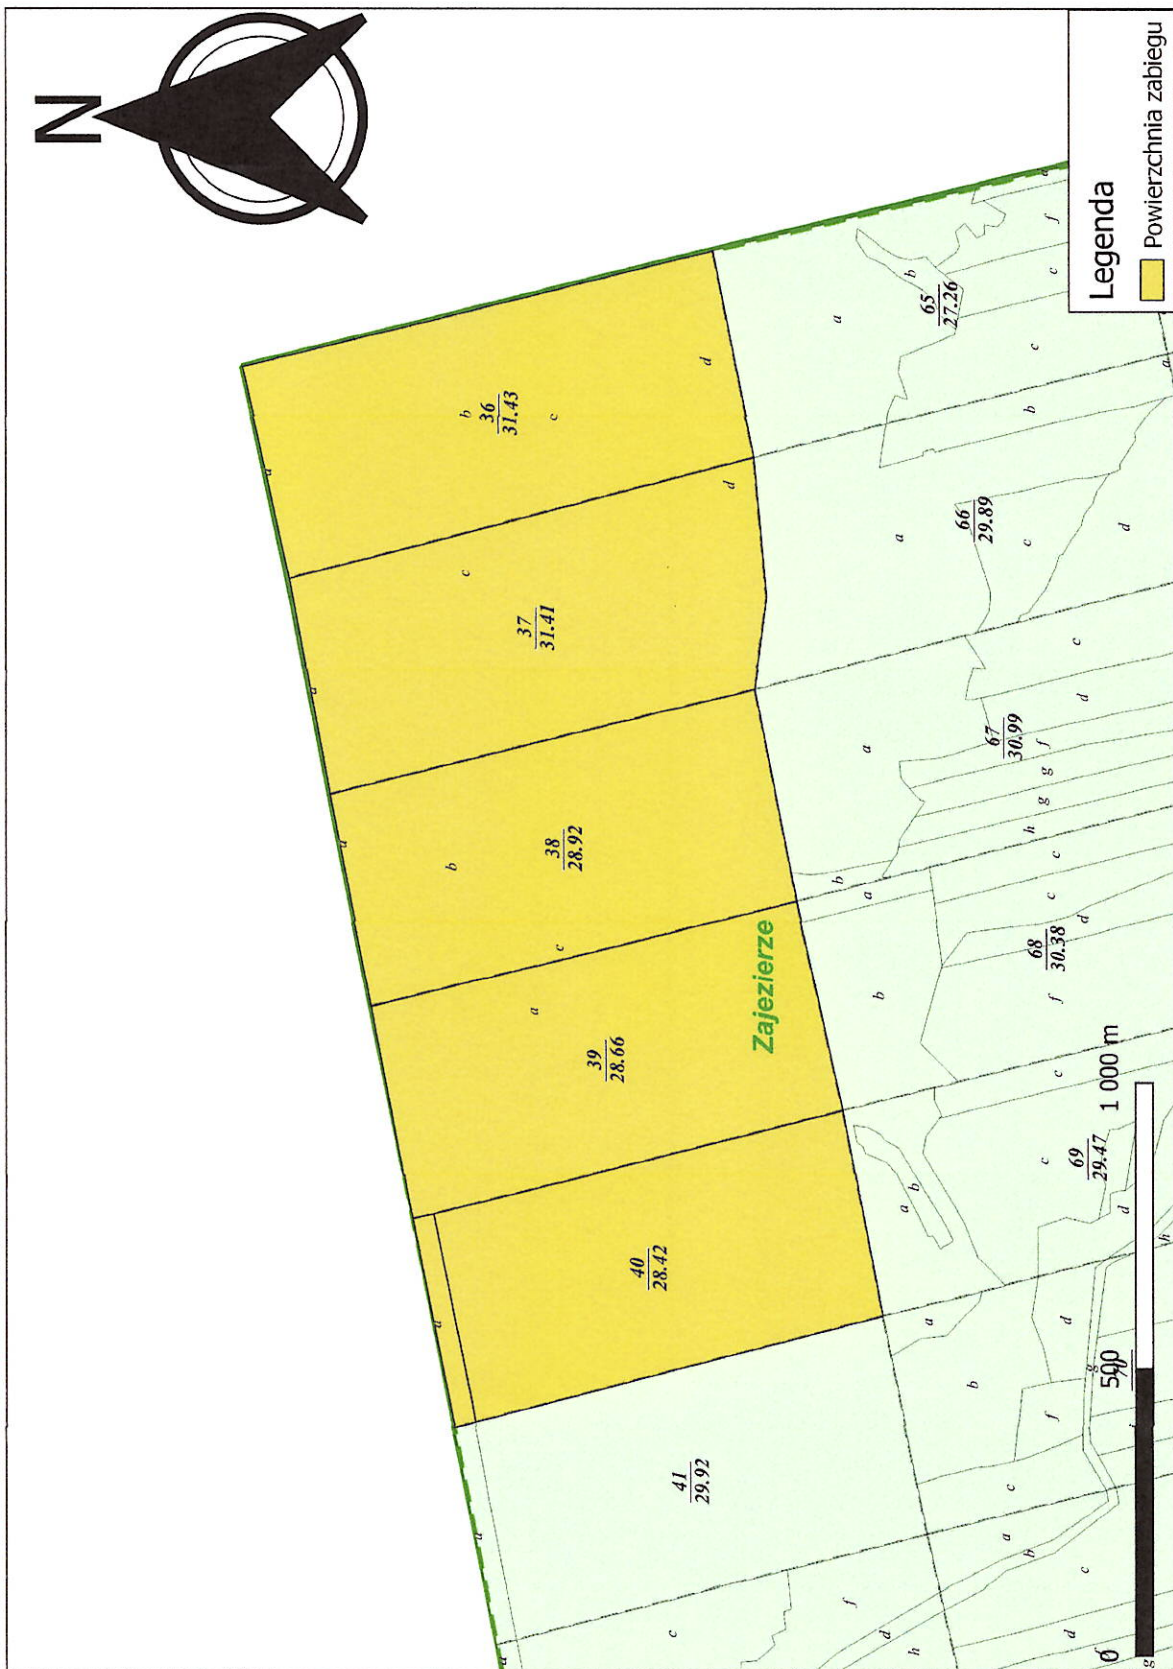 N
a
b
36
31.43
c
d
a
c
37
31.41
d
a
b
38
28.92
c
a
39
28.66
a
40
28.42
Zajezierze
a
41
29.92
a
c
f
d
h
a
b
65
27.26
c
f
c
d
a
a
b
66
29.89
c
d
a
c
d
67
30.99
f
g
g
h
b
a
c
c
d
68
30.38
b
f
c
a
b
c
69
29.47
d
h
a
b
d
g
f
c
a
b
c
d
g
Legenda
Powierzchnia zabiegu
0
500
1 000 m